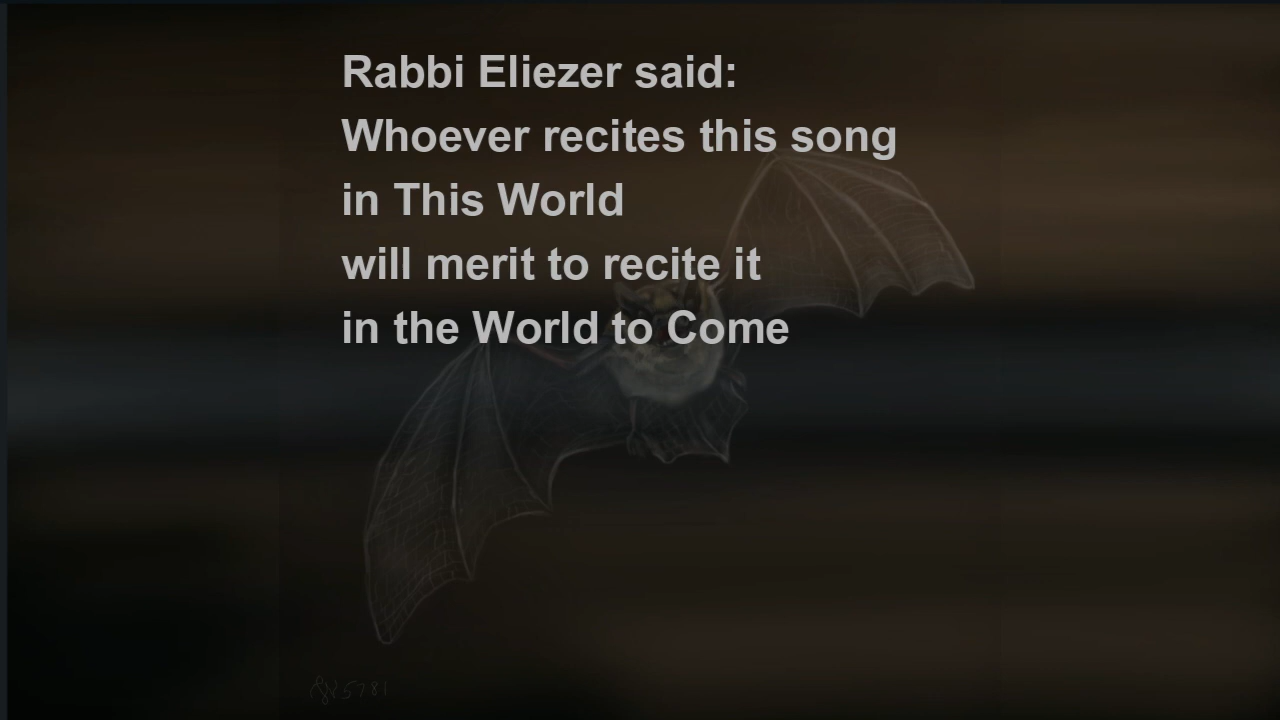 Rabbi Eliezer said:
Whoever recites this song
in This World
will merit to recite it
in the World to Come
5781